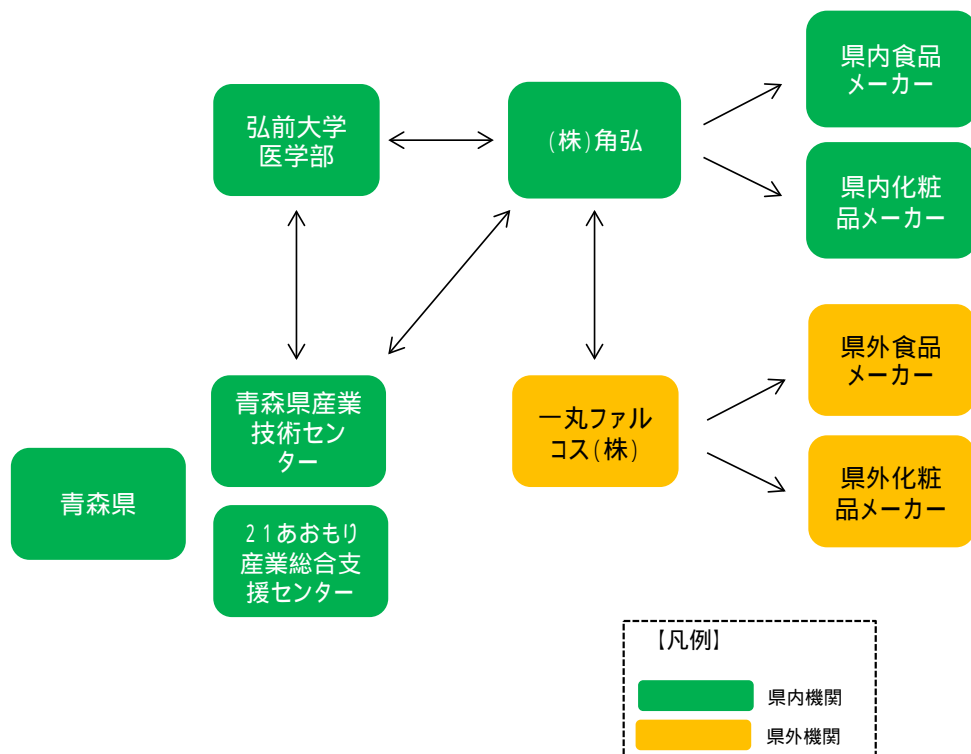 県内食品
メーカー
弘前大学
医学部
(株)角弘
県内化粧
品メーカー
県外食品
メーカー
青森県産業
技術セン
ター
一丸ファル
コス(株)
県外化粧
品メーカー
青森県
21あおもり
産業総合支
援センター
【凡例】
県内機関
県外機関